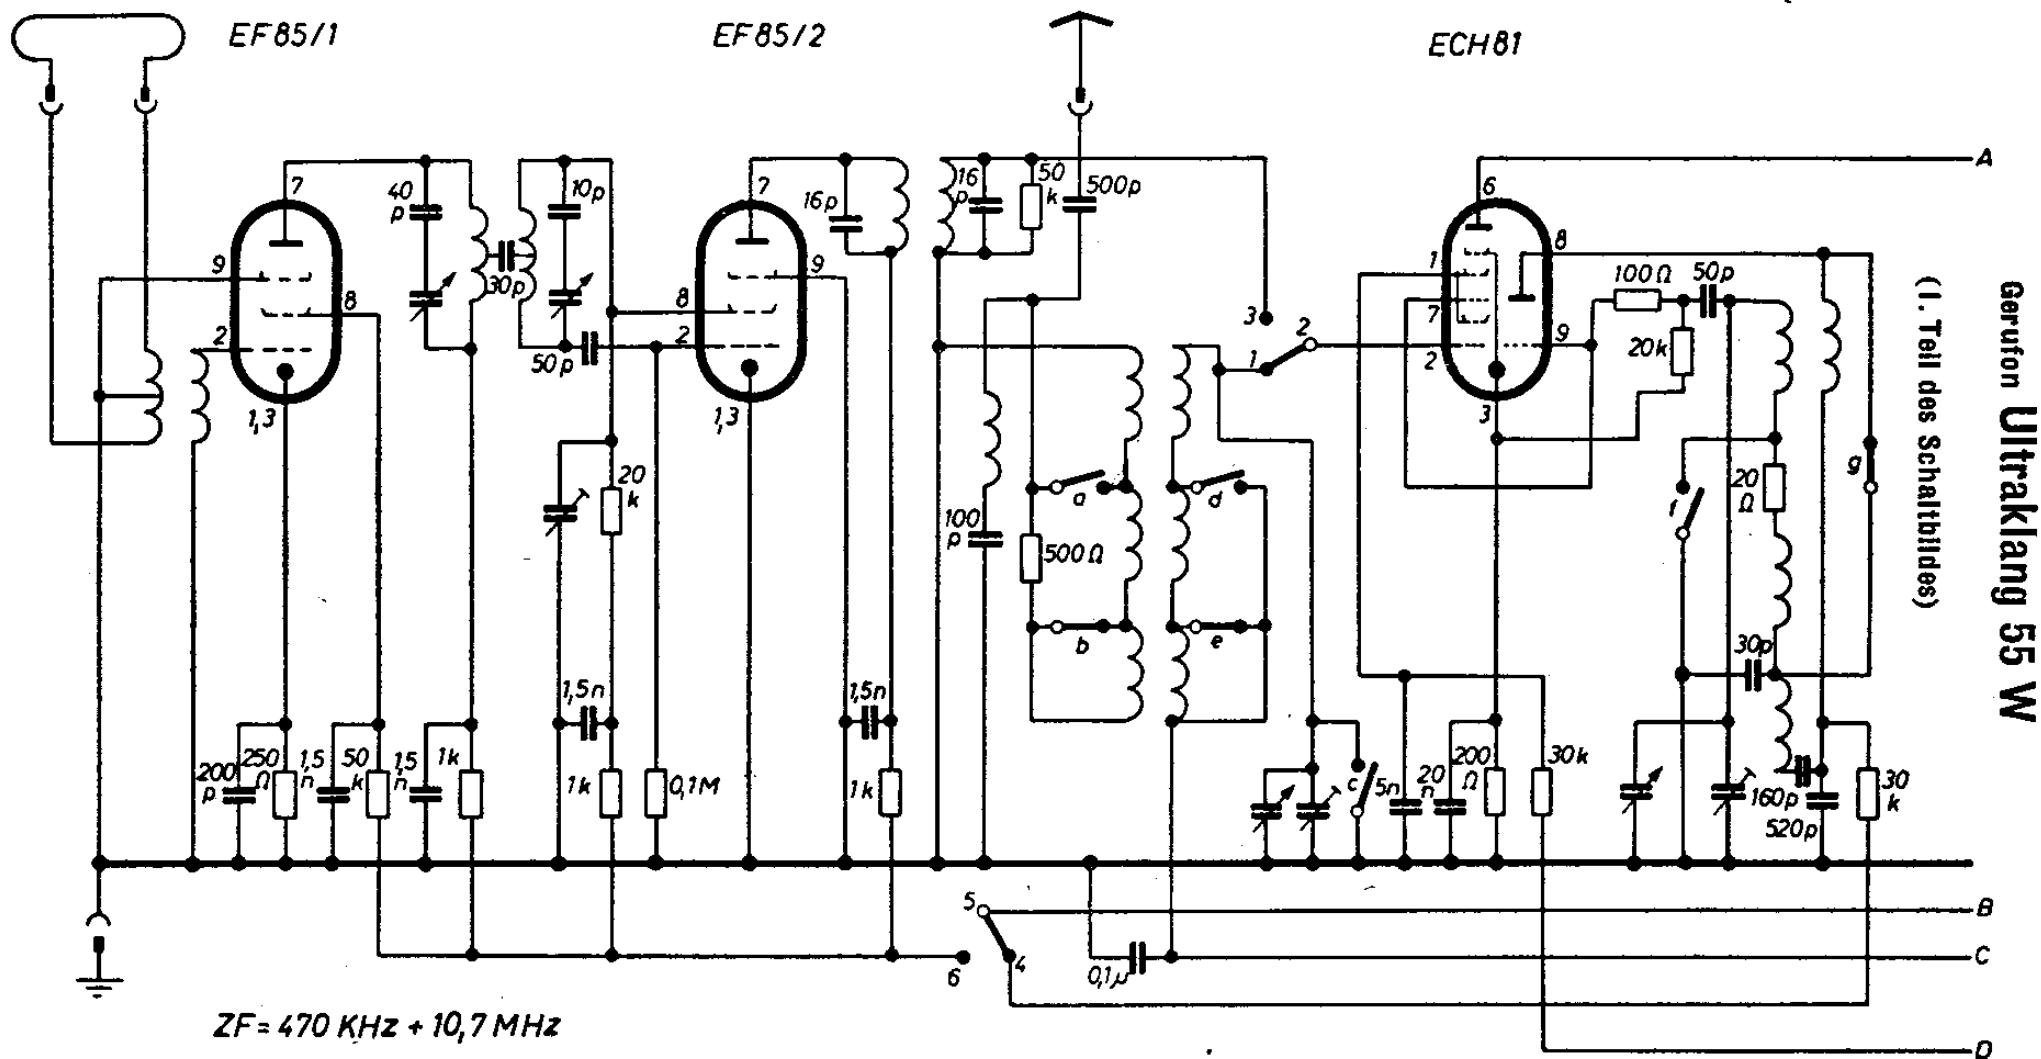 EF85/1
EF85/2
ECH81
A
7
40
p
10p
7
16p
16
p
50
k
500p
6
8
1
100Ω
50p
9
8
30p
8
9
7
9
3
2
20k
2
2
1
2
50p
1,3
1,3
3
20
k
a
d
g
20
Ω
f
100
p
500Ω
b
e
30p
1,5n
1,5n
200
p
250
Ω
1,5
n
50
k
1,5
n
1k
1k
0,1M
1k
c
5n
20
n
200
Ω
30k
160p
520p
30
k
5
B
6
4
0,1µ
C
D
ZF = 470 KHz + 10,7 MHz
Gerufon Ultraklang 55 W
(I. Teil des Schaltbildes)